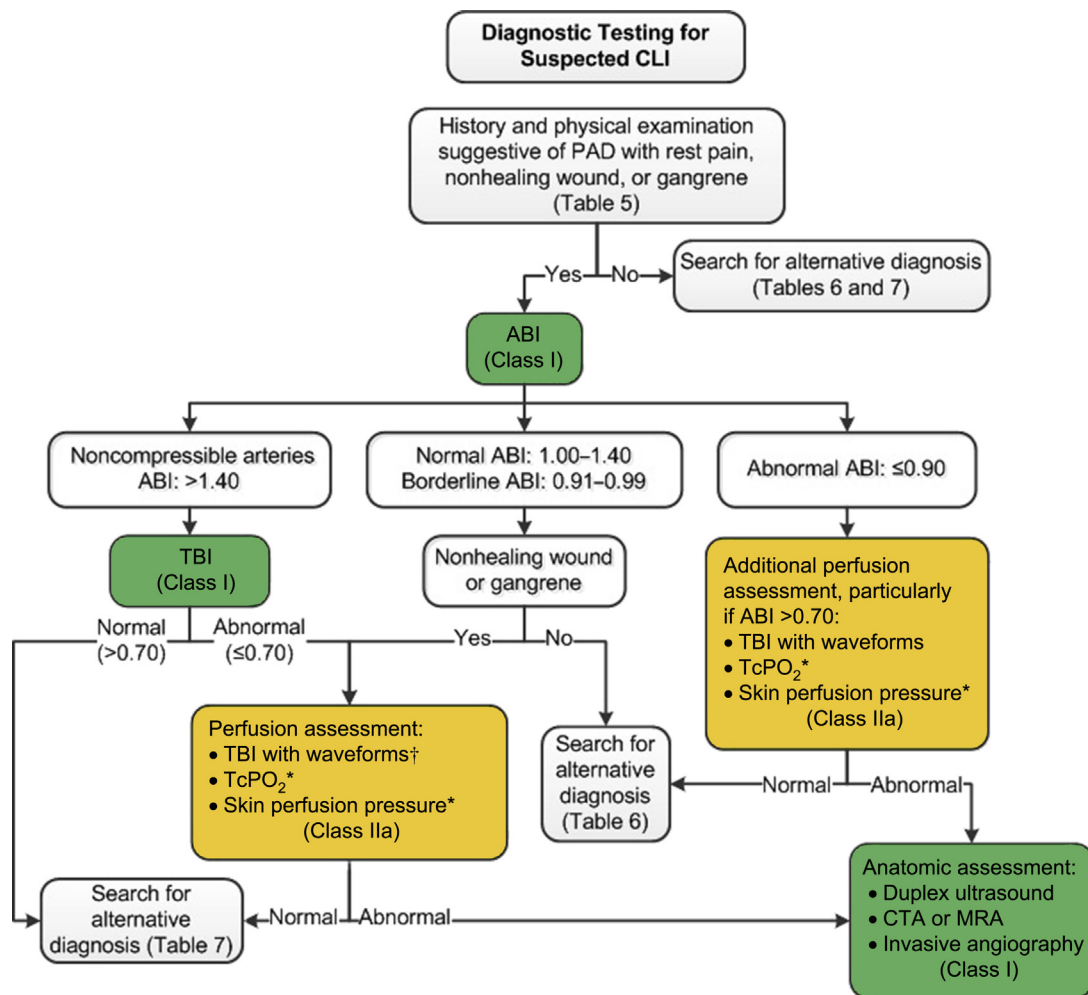 Diagnostic Testing for
Suspected CLI
History and physical examination
suggestive of PAD with rest pain,
nonhealing wound, or gangrene
(Table 5)
Yes
No
Search for alternative diagnosis
(Tables 6 and 7)
ABI
(Class I)
Noncompressible arteries
ABI: >1.40
Normal ABI: 1.00–1.40
Borderline ABI: 0.91–0.99
Abnormal ABI: ≤0.90
TBI
(Class I)
Nonhealing wound
or gangrene
Additional perfusion
assessment, particularly
if ABI >0.70:
• TBI with waveforms
• TcPO₂*
• Skin perfusion pressure*
(Class IIa)
Normal
(>0.70)
Abnormal
(≤0.70)
Yes
No
Perfusion assessment:
• TBI with waveforms†
• TcPO₂*
• Skin perfusion pressure*
(Class IIa)
Search for
alternative
diagnosis
(Table 6)
Normal
Abnormal
Search for
alternative
diagnosis (Table 7)
Normal
Abnormal
Anatomic assessment:
• Duplex ultrasound
• CTA or MRA
• Invasive angiography
(Class I)